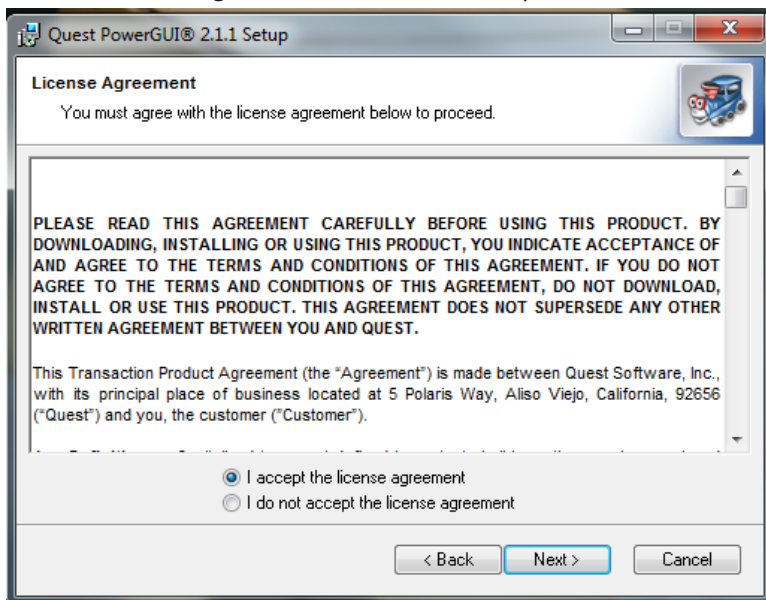 Quest PowerGUI® 2.1.1 Setup
License Agreement
You must agree with the license agreement below to proceed.
PLEASE READ THIS AGREEMENT CAREFULLY BEFORE USING THIS PRODUCT. BY
DOWNLOADING, INSTALLING OR USING THIS PRODUCT, YOU INDICATE ACCEPTANCE OF
AND AGREE TO THE TERMS AND CONDITIONS OF THIS AGREEMENT. IF YOU DO NOT
AGREE TO THE TERMS AND CONDITIONS OF THIS AGREEMENT, DO NOT DOWNLOAD,
INSTALL OR USE THIS PRODUCT. THIS AGREEMENT DOES NOT SUPERSEDE ANY OTHER
WRITTEN AGREEMENT BETWEEN YOU AND QUEST.
This Transaction Product Agreement (the “Agreement”) is made between Quest Software, Inc.,
with its principal place of business located at 5 Polaris Way, Aliso Viejo, California, 92656
(“Quest”) and you, the customer (”Customer”).
I accept the license agreement
I do not accept the license agreement
< Back
Next >
Cancel